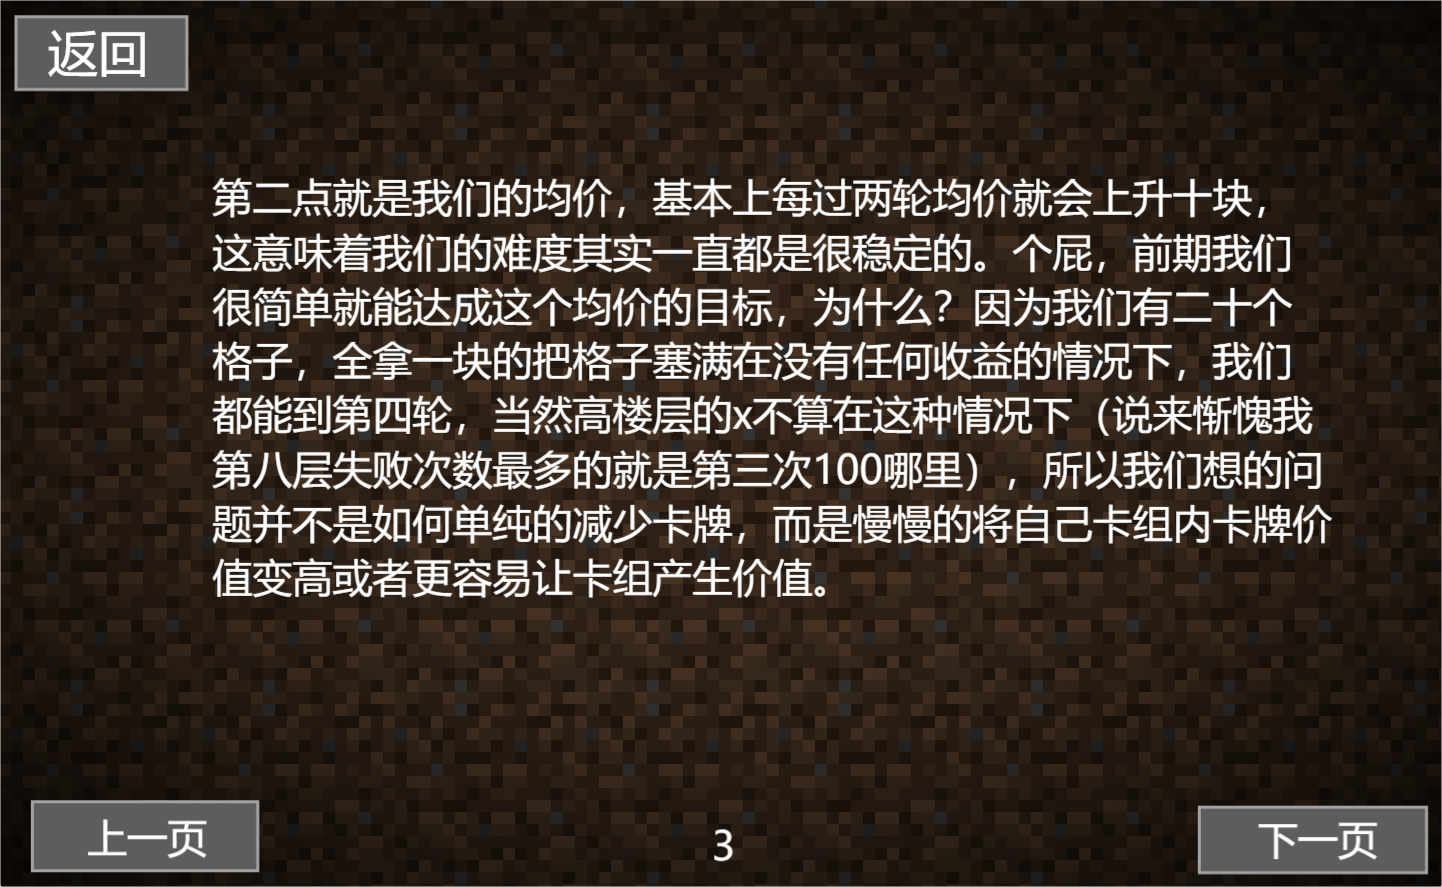 返回
第二点就是我们的均价，基本上每过两轮均价就会上升十块，
这意味着我们的难度其实一直都是很稳定的。个屁，前期我们
很简单就能达成这个均价的目标，为什么？因为我们有二十个
格子，全拿一块的把格子塞满在没有任何收益的情况下，我们
都能到第四轮，当然高楼层的x不算在这种情况下（说来惭愧我
第八层失败次数最多的就是第三次100哪里），所以我们想的问
题并不是如何单纯的减少卡牌，而是慢慢的将自己卡组内卡牌价
值变高或者更容易让卡组产生价值。
上一页
3
下一页